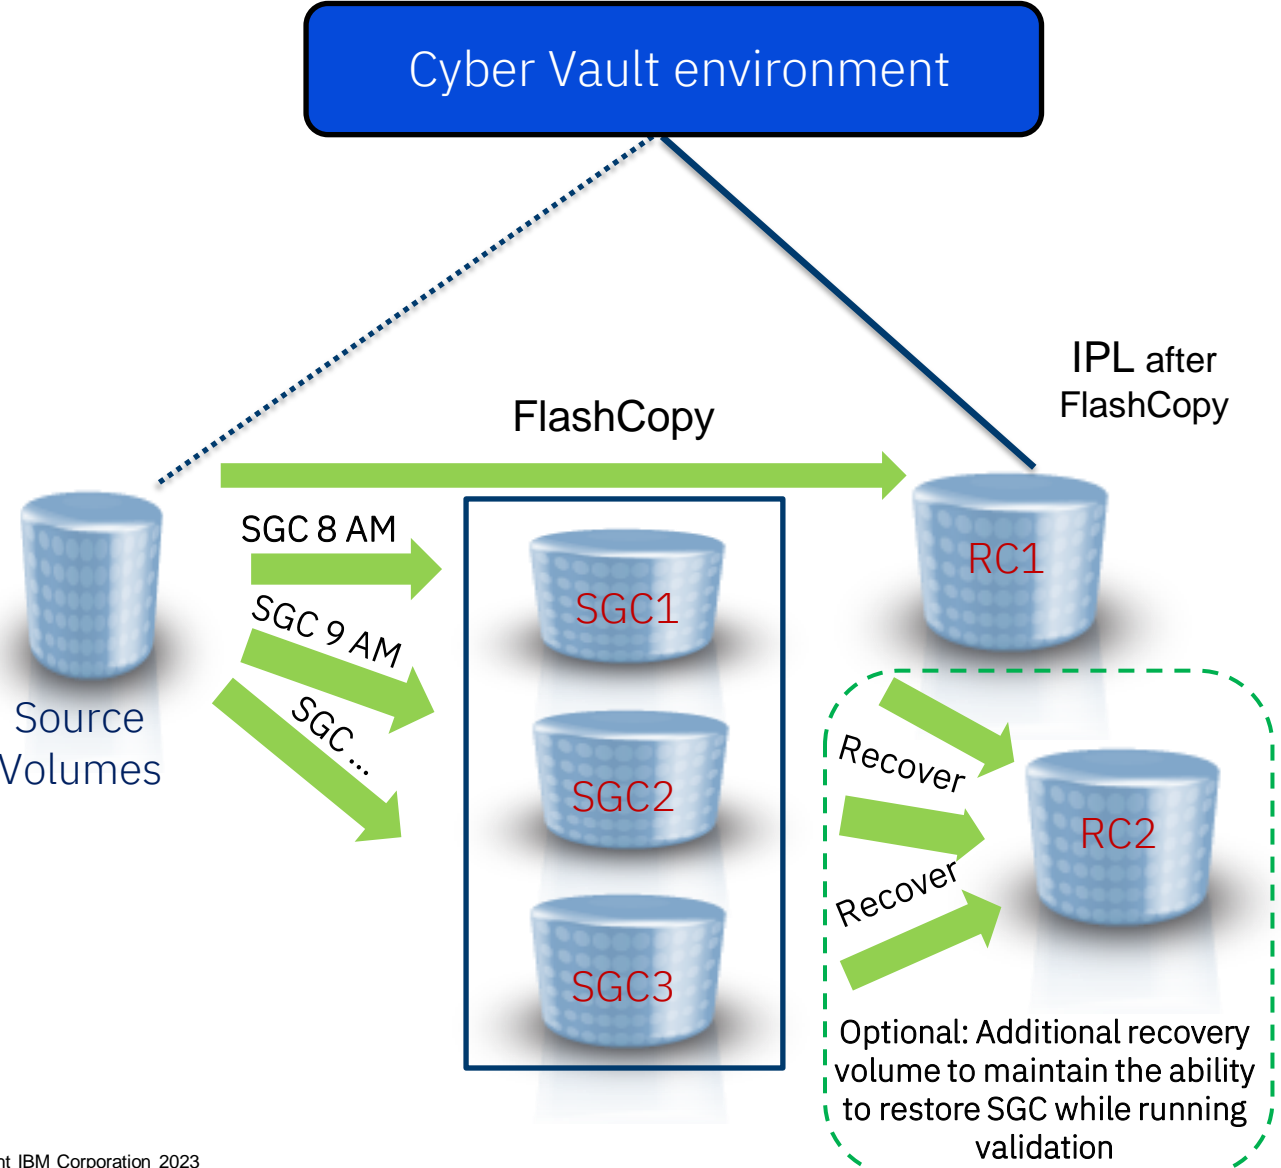 Cyber Vault environment
IPL after
FlashCopy
FlashCopy
SGC 8 AM
SGC 9 AM
SGC...
Source
Volumes
SGC1
SGC2
SGC3
RC1
Recover
Recover
RC2
Optional: Additional recovery
volume to maintain the ability
to restore SGC while running
validation
IBM Corporation 2023